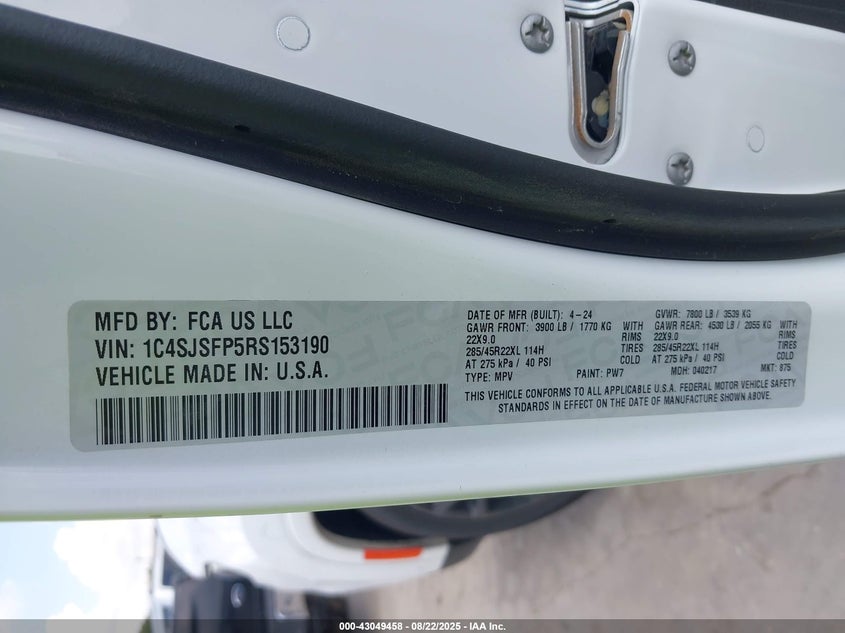 MFD BY: FCA US LLC
VIN: 1C4SJSFP5RS153190
VEHICLE MADE IN: U.S.A.
DATE OF MFR (BUILT): 4-24 GVWR: 7800 LB / 3539 KG
GAWR FRONT: 3900 LB / 1770 KG WITH GAWR REAR: 4530 LB / 2055 KG WITH
22X9.0 RIMS 22X9.0 RIMS
285/45R22XL 114H TIRES 285/45R22XL 114H TIRES
AT 275 kPa / 40 PSI COLD AT 275 kPa / 40 PSI COLD
TYPE: MPV PAINT: PW7 MDH: 040217 MKT: 875
THIS VEHICLE CONFORMS TO ALL APPLICABLE U.S.A. FEDERAL MOTOR VEHICLE SAFETY
STANDARDS IN EFFECT ON THE DATE OF MANUFACTURE SHOWN ABOVE.
000-43049458 - 08/22/2025 - IAA Inc.